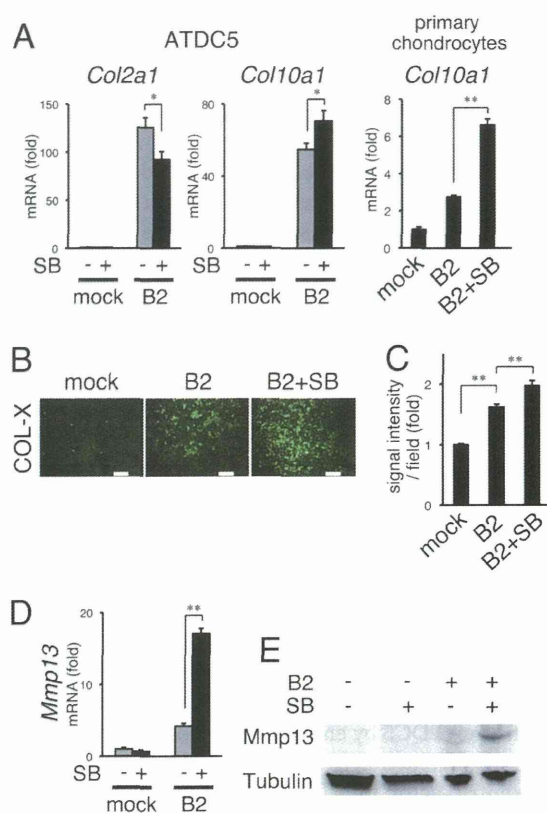 A
ATDC5
primary
chondrocytes
Col2a1
Col10a1
Col10a1
mRNA (fold)
150
100
50
0
*
mRNA (fold)
80
40
0
*
mRNA (fold)
8
6
4
2
0
**
SB - + - +
mock B2
SB - + - +
mock B2
mock B2 B2+SB
B
mock B2 B2+SB
COL-X
C
signal intensity
/ field (fold)
2
1
0
** **
mock B2 B2+SB
D
Mmp13
mRNA (fold)
20
10
0
**
SB - + - +
mock B2
E
B2 - - + +
SB - + - +
Mmp13
Tubulin